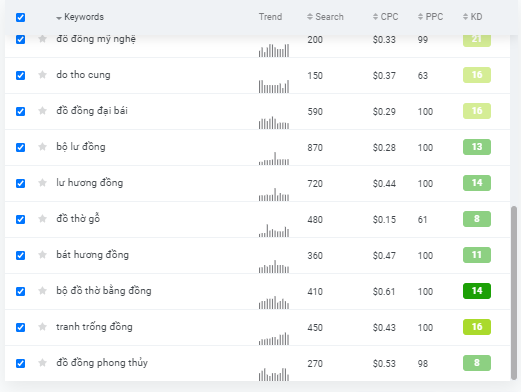 Keywords Trend Search CPC PPC KD
đồ đồng mỹ nghệ 200 $0.33 99 21
do tho cung 150 $0.37 63 16
đồ đồng đại bái 590 $0.29 100 16
bộ lư đồng 870 $0.28 100 13
lư hương đồng 720 $0.44 100 14
đồ thờ gỗ 480 $0.15 61 8
bát hương đồng 360 $0.47 100 11
bộ đồ thờ bằng đồng 410 $0.61 100 14
tranh trống đồng 450 $0.43 100 16
đồ đồng phong thủy 270 $0.53 98 8